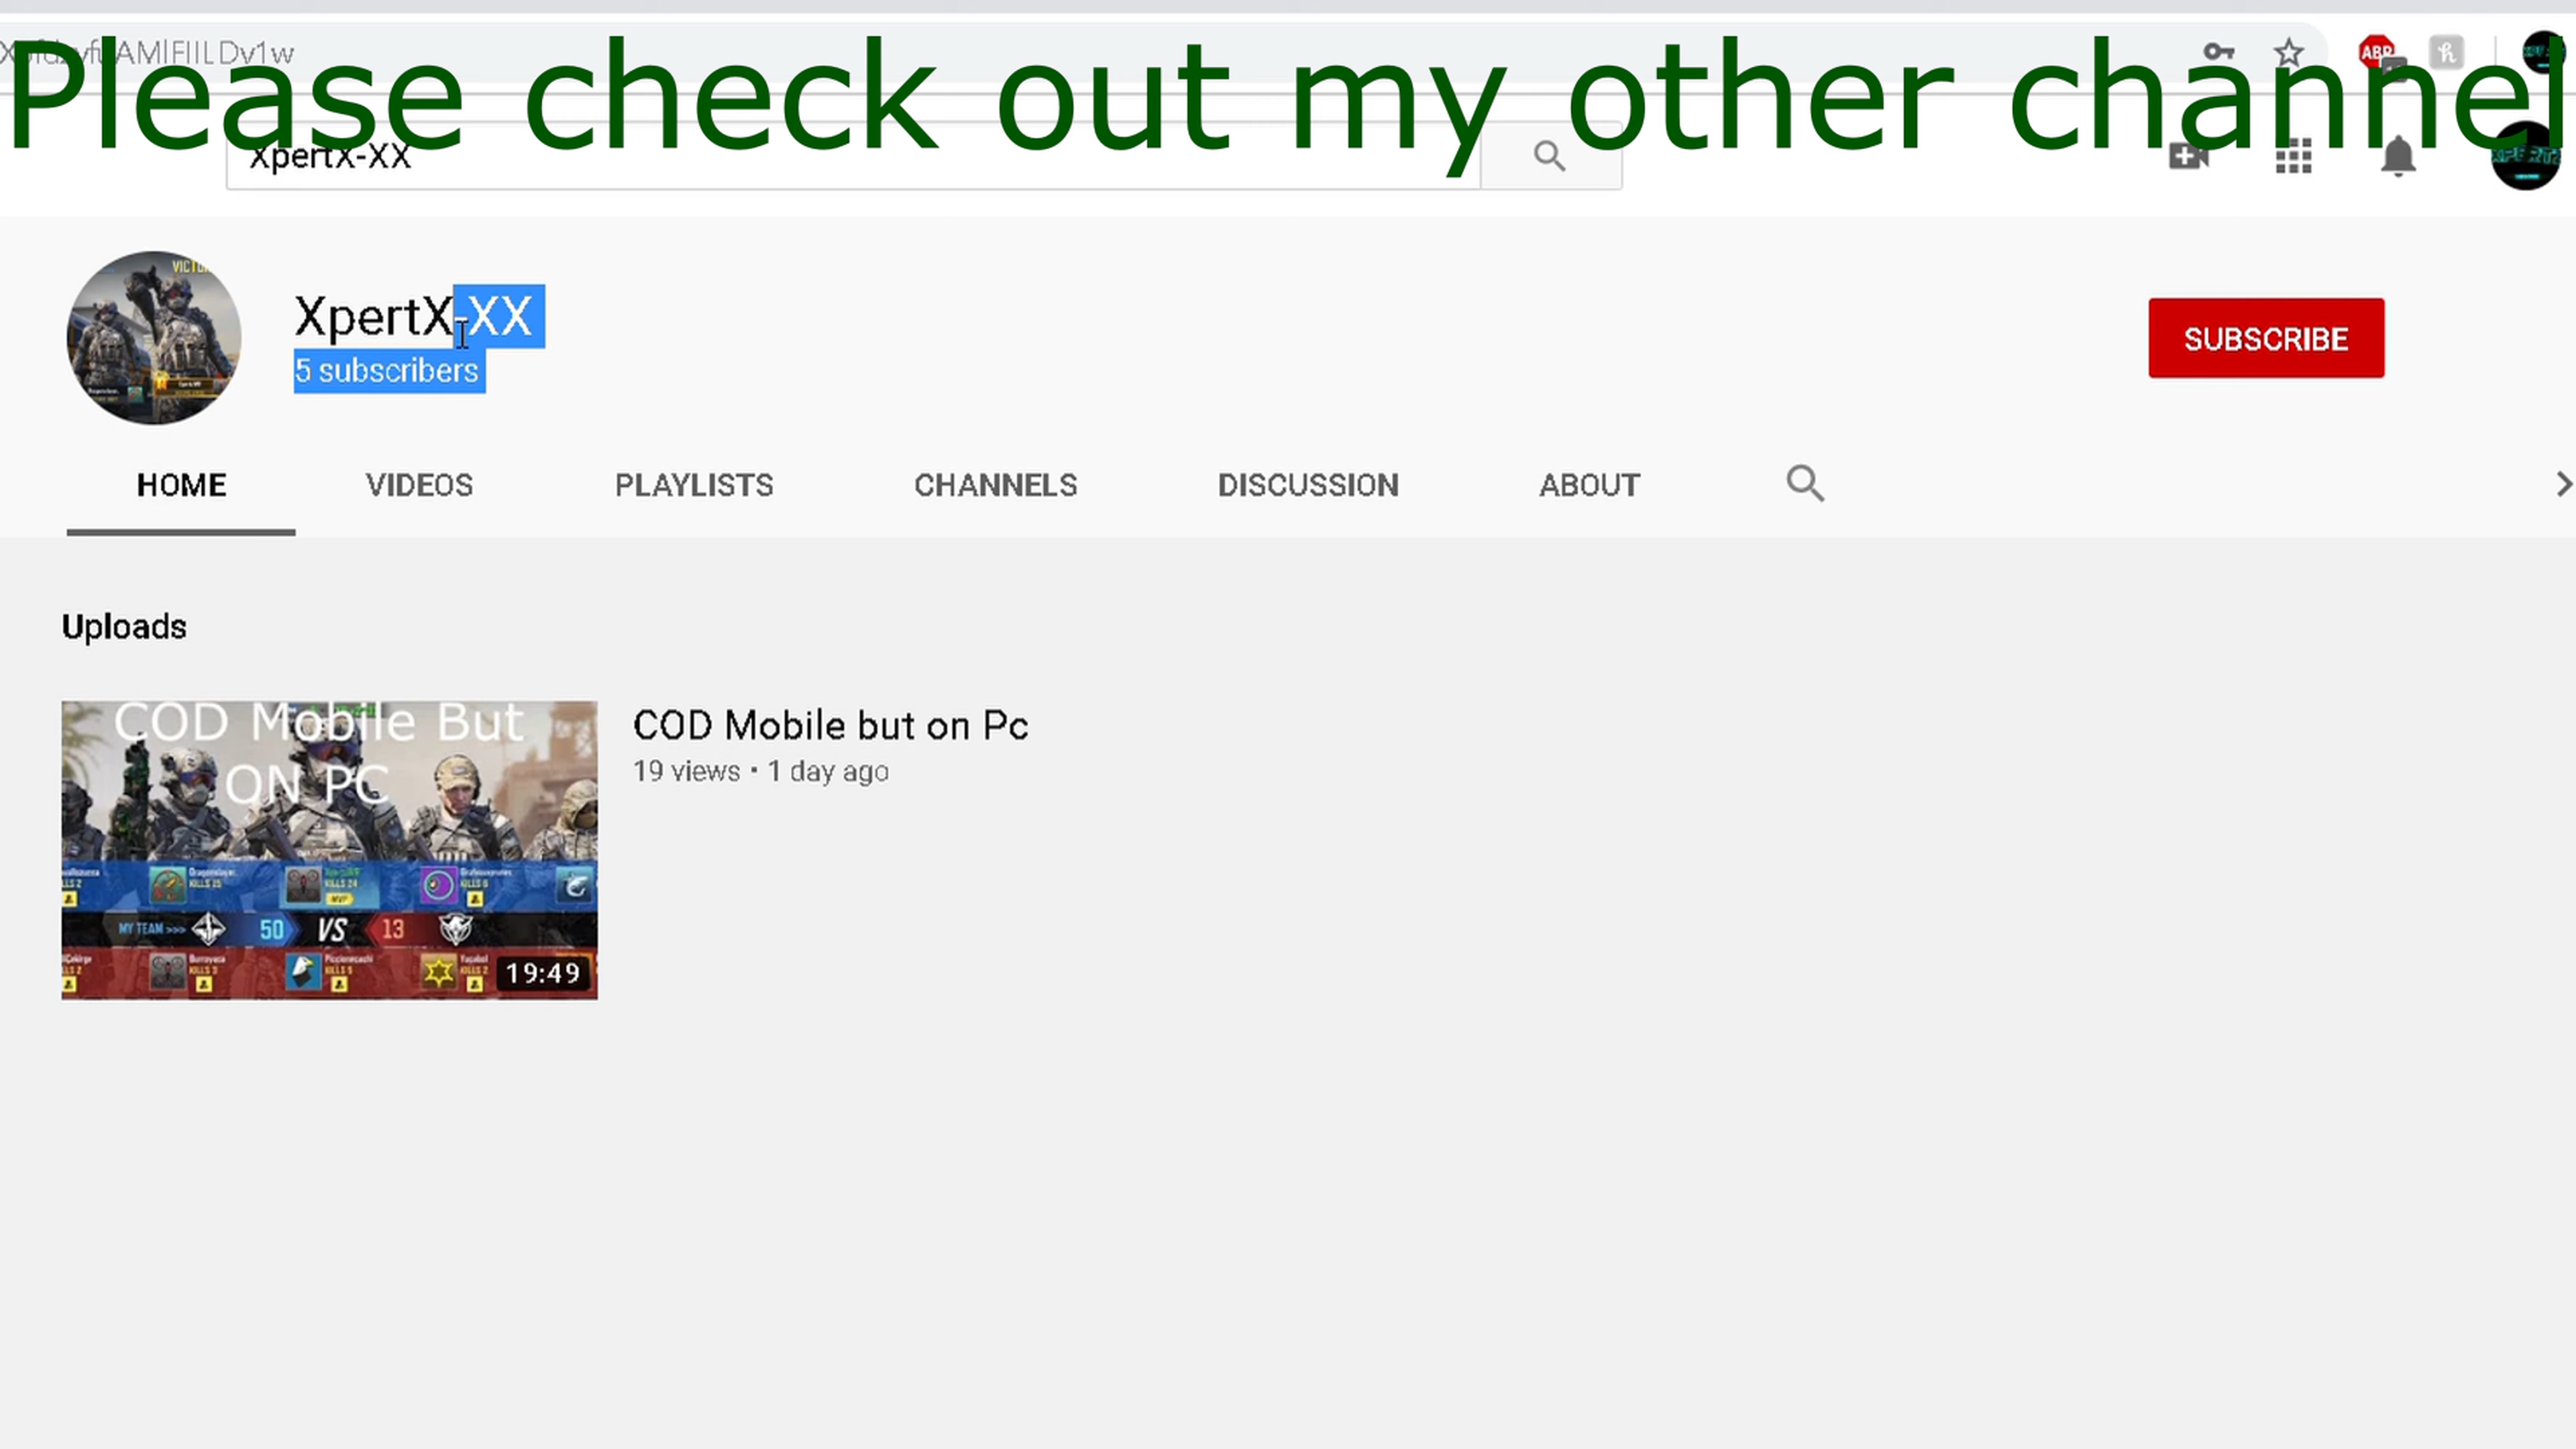 Please check out my other channel
XpertX-XX
XpertX-XX
5 subscribers
SUBSCRIBE
HOME
VIDEOS
PLAYLISTS
CHANNELS
DISCUSSION
ABOUT
Uploads
COD Mobile But
ON PC
MY TEAM >>>
50
VS
13
19:49
COD Mobile but on Pc
19 views • 1 day ago
ABP